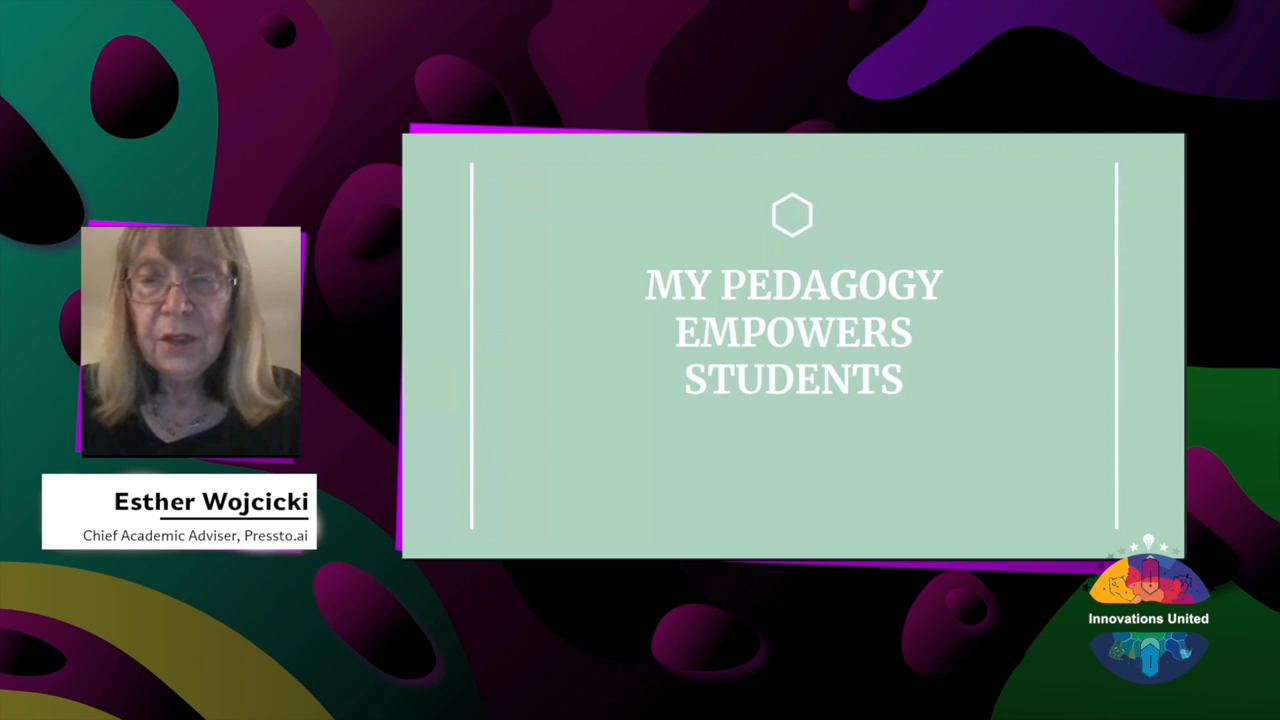 MY PEDAGOGY
EMPOWERS
STUDENTS
Esther Wojcicki
Chief Academic Adviser, Pressto.ai
Innovations United